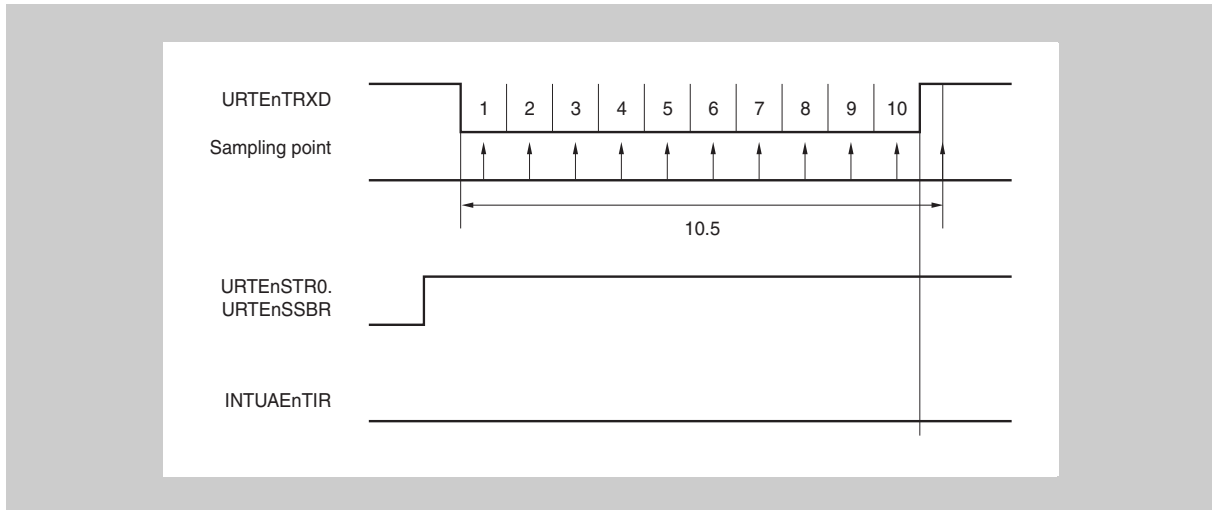 URTEnTRXD
1 2 3 4 5 6 7 8 9 10
Sampling point
10.5
URTEnSTR0.
URTEnSSBR
INTUAEnTIR